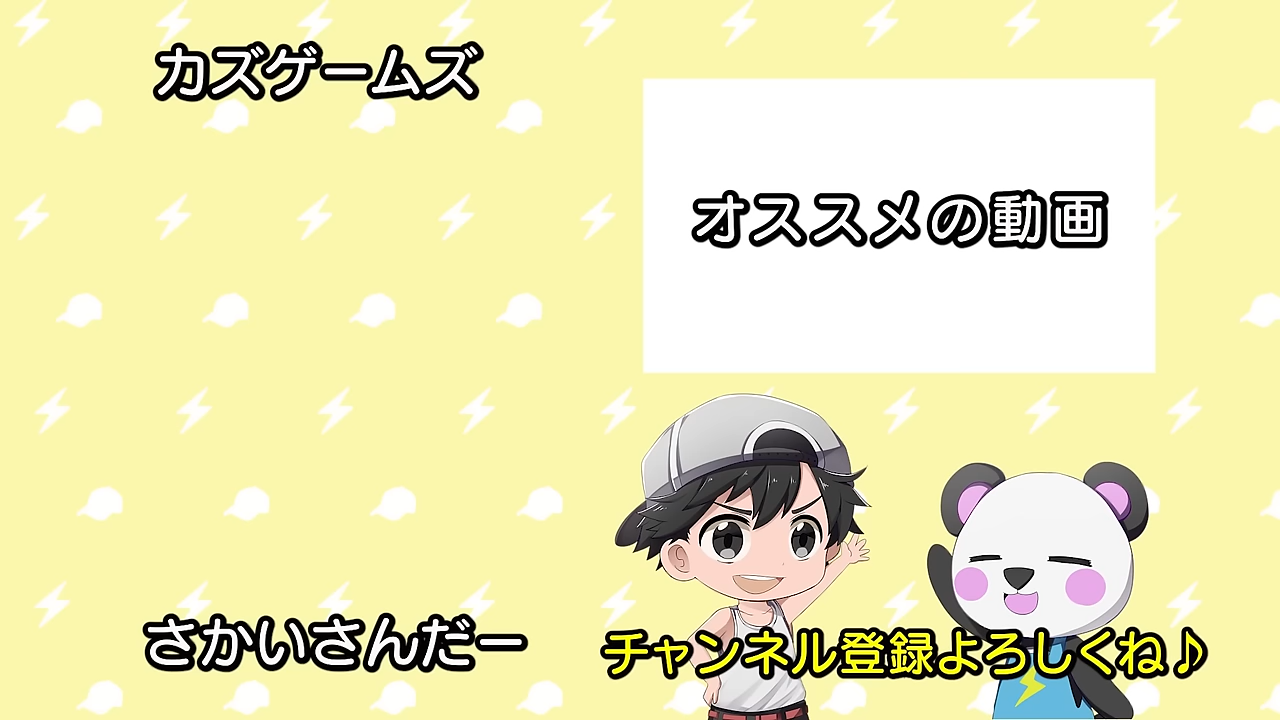 カズゲームズ
オススメの動画
さかいさんだー
チャンネル登録よろしくね♪